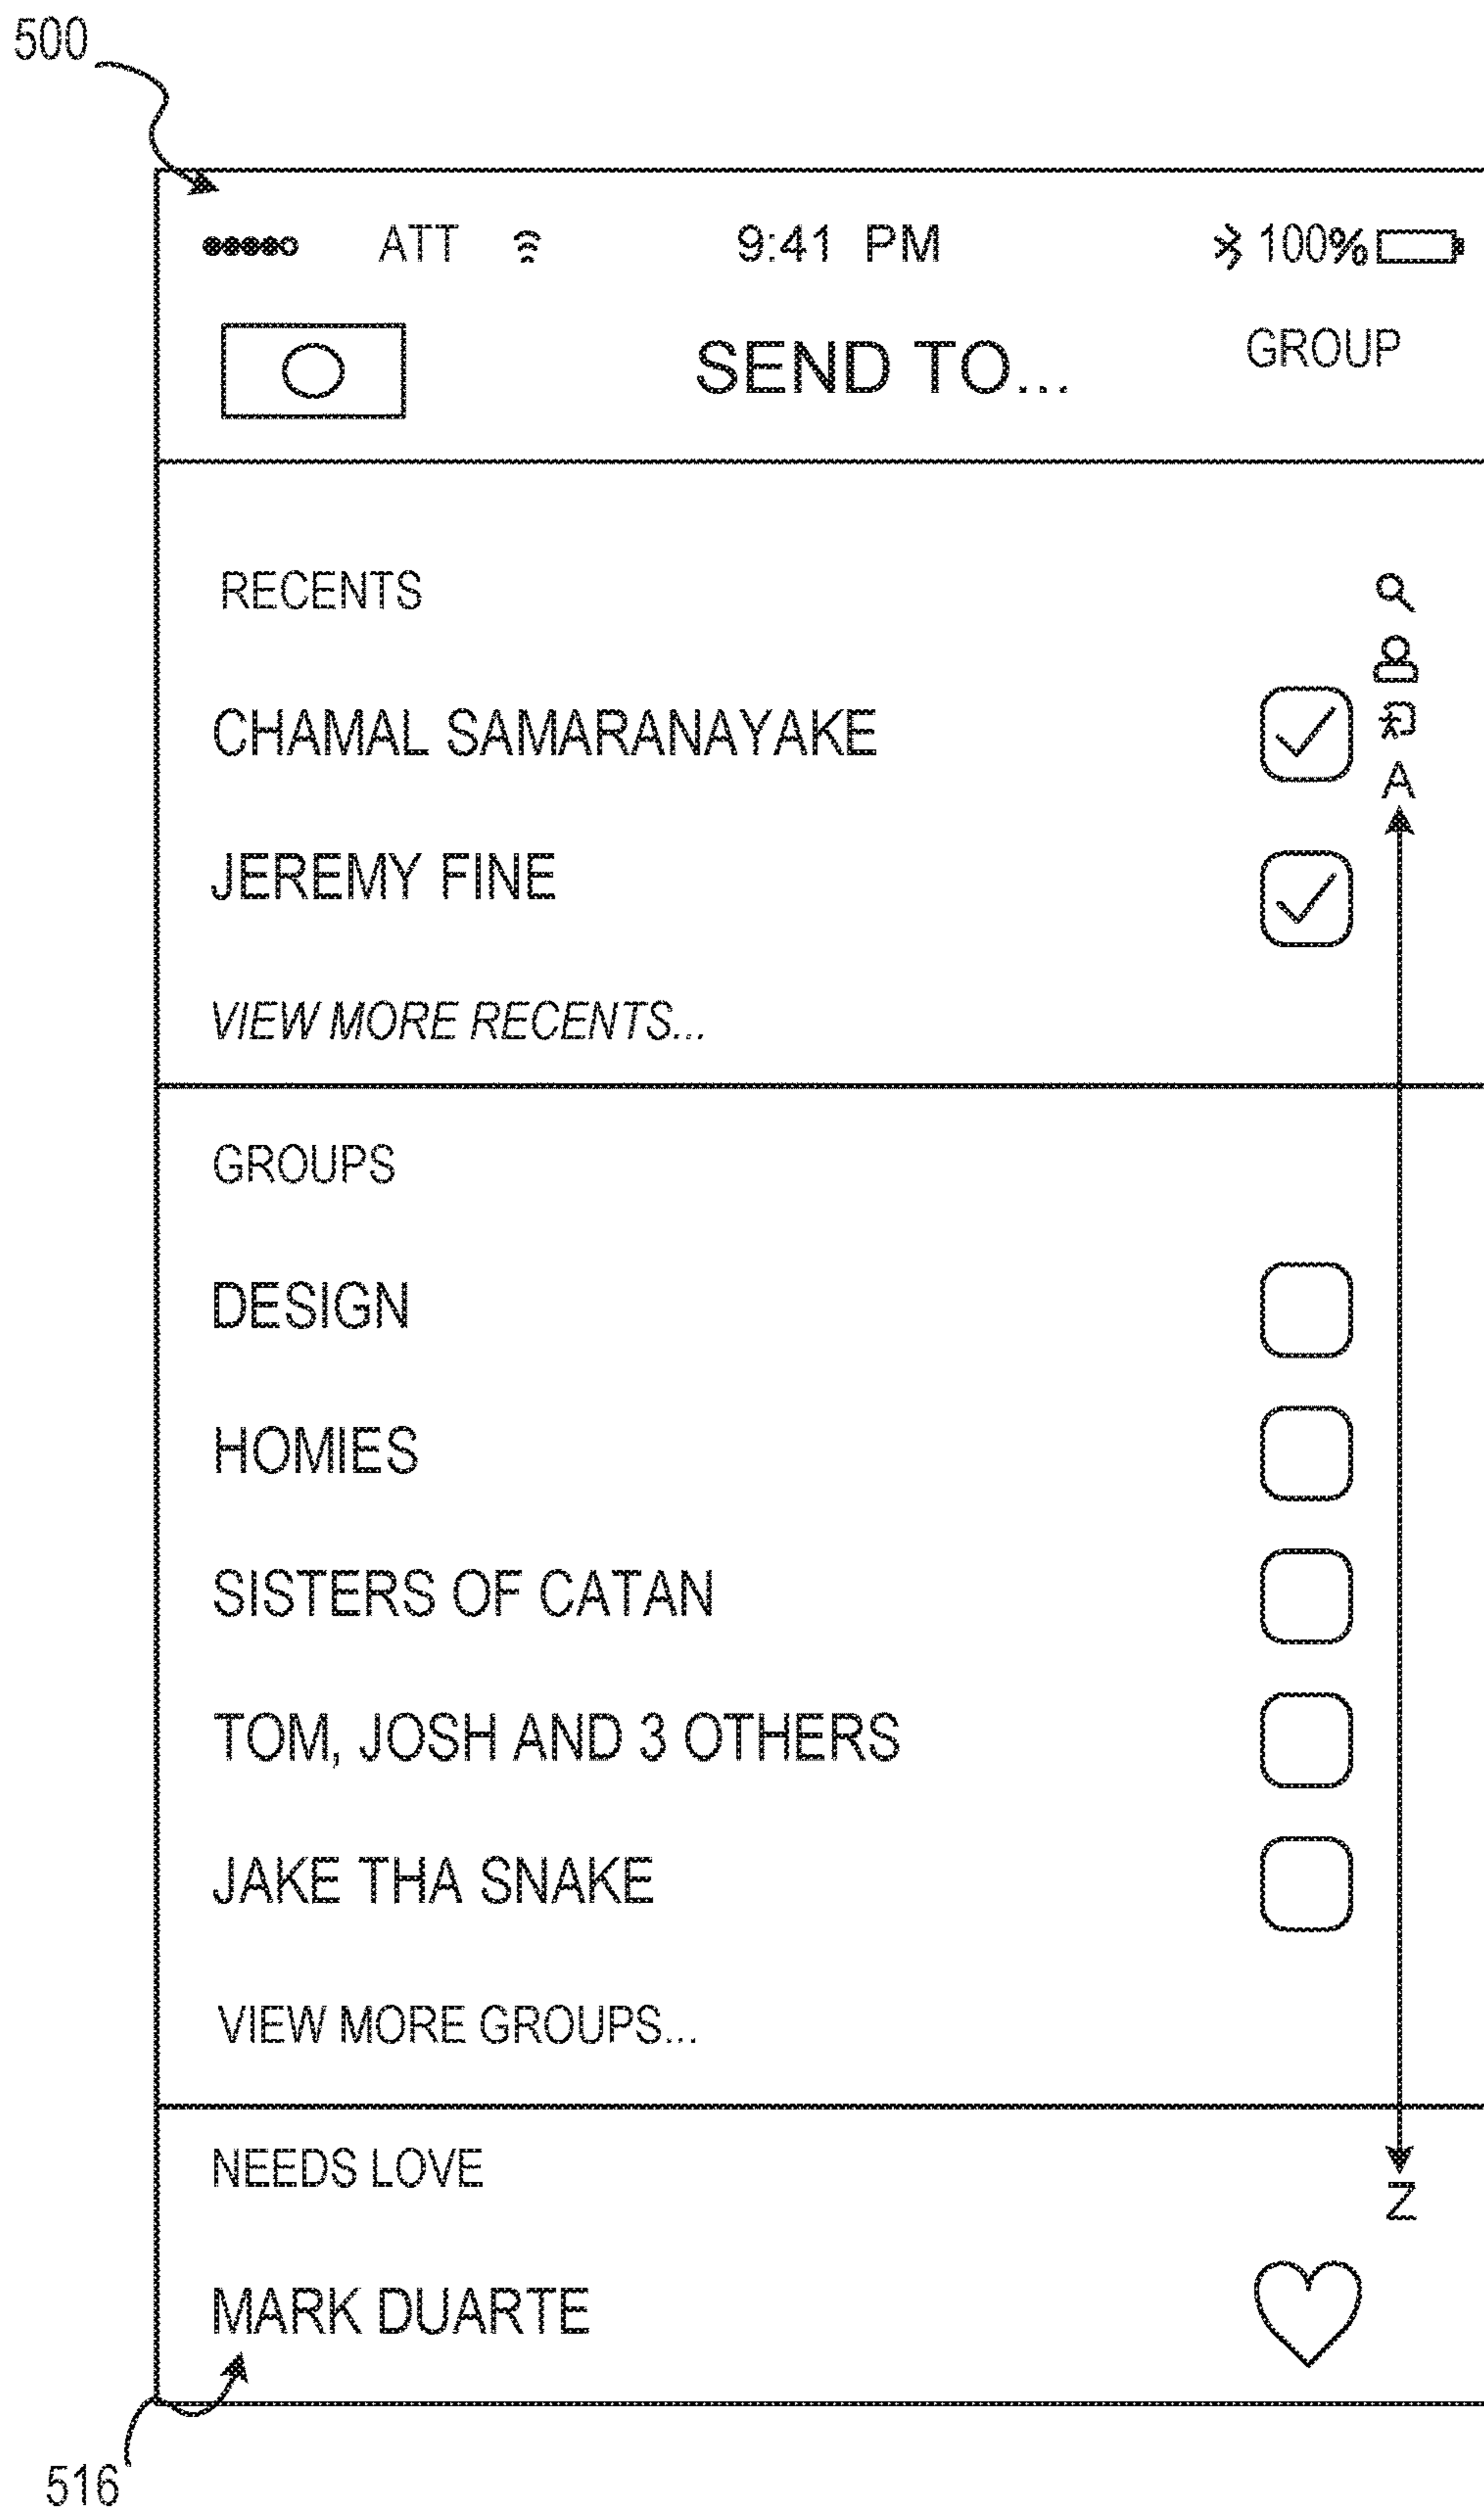 500
ATT 9:41 PM 100%
SEND TO... GROUP
RECENTS
CHAMAL SAMARANAYAKE
A
JEREMY FINE
VIEW MORE RECENTS...
GROUPS
DESIGN
HOMIES
SISTERS OF CATAN
TOM, JOSH AND 3 OTHERS
JAKE THA SNAKE
VIEW MORE GROUPS...
NEEDS LOVE
Z
MARK DUARTE
516